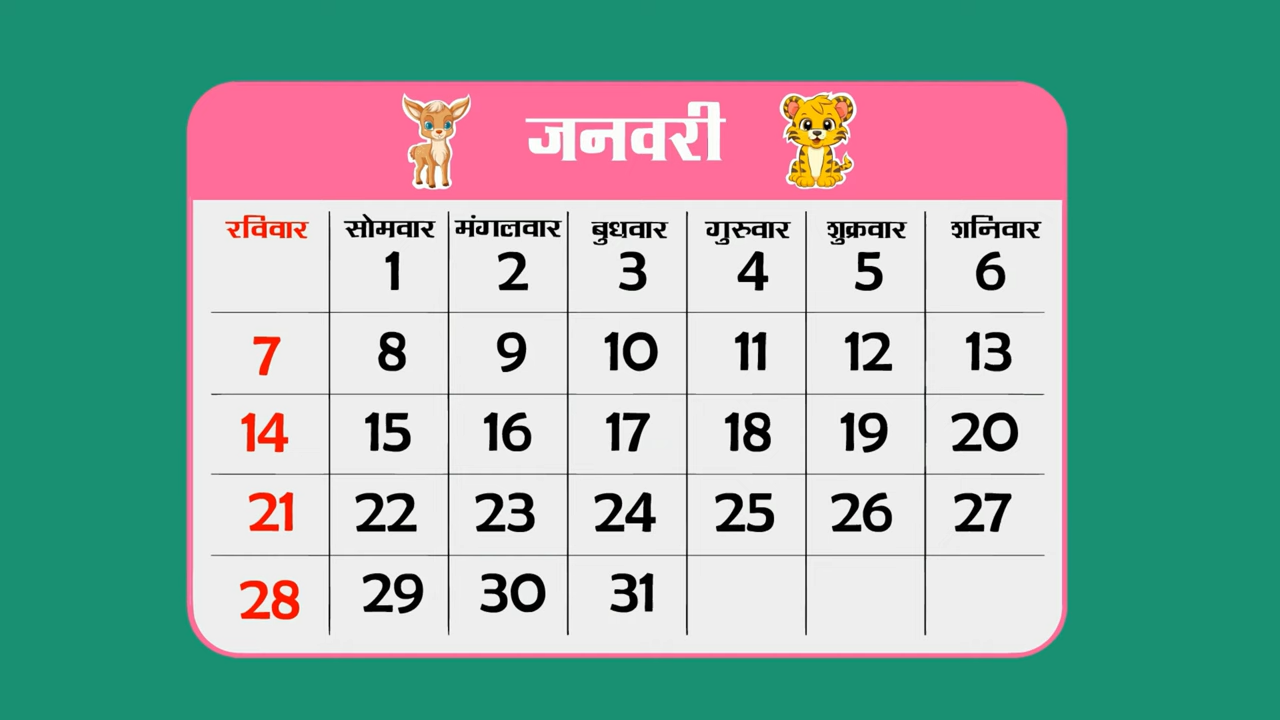 जनवरी
रविवार सोमवार मंगलवार बुधवार गुरुवार शुक्रवार शनिवार
1 2 3 4 5 6
7 8 9 10 11 12 13
14 15 16 17 18 19 20
21 22 23 24 25 26 27
28 29 30 31